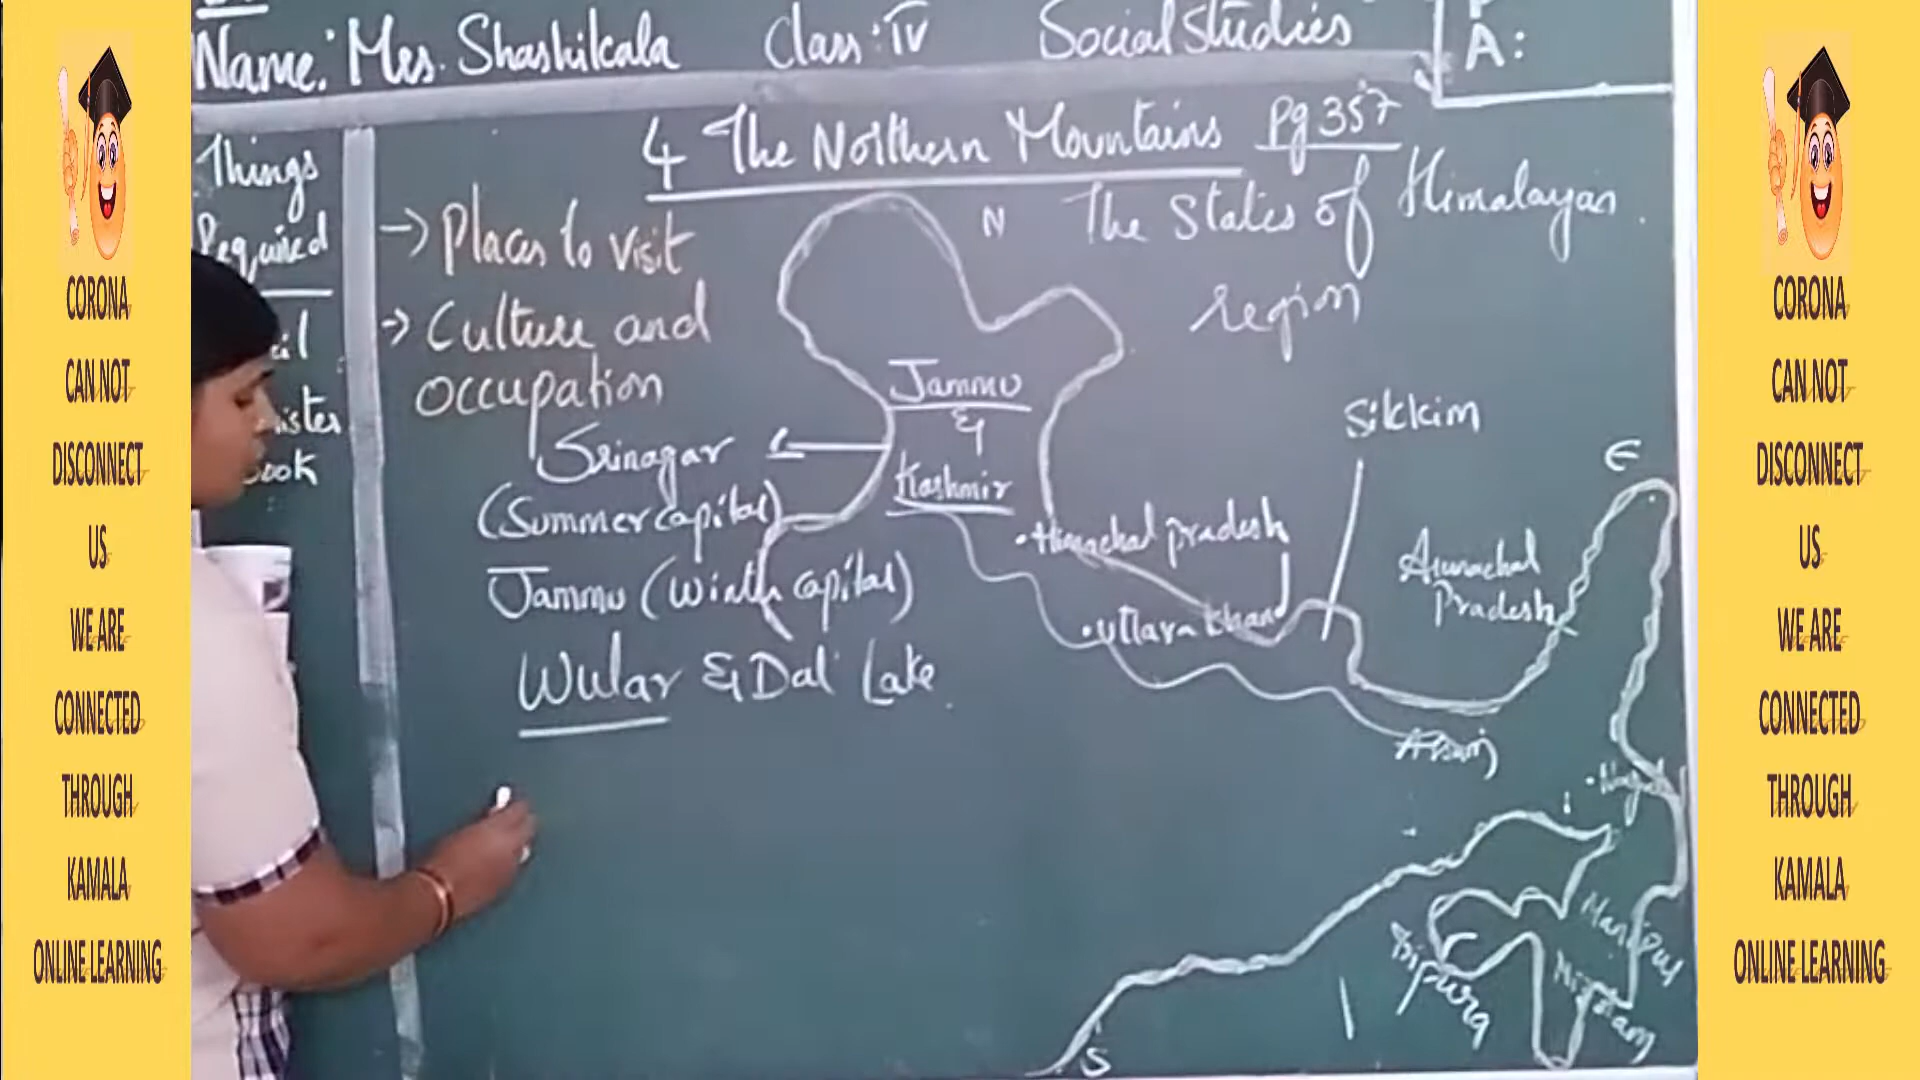 Name: Mrs. Shashikala Class: IV Social Studies
A:
4 The Northern Mountains Pg 357
Things
Required
→ Places to visit
→ Culture and
occupation
N
The States of Himalayan
region
Jammu
&
Kashmir
Srinagar
(Summer capital)
Jammu (Winter capital)
Wular & Dal Lake
• Himachal pradesh
• Uttarakhand
Sikkim
E
Arunachal
Pradesh
Assam
Manipur
Mizoram
Tripura
S
book
CORONA
CAN NOT
DISCONNECT
US
WE ARE
CONNECTED
THROUGH
KAMALA
ONLINE LEARNING
CORONA
CAN NOT
DISCONNECT
US
WE ARE
CONNECTED
THROUGH
KAMALA
ONLINE LEARNING